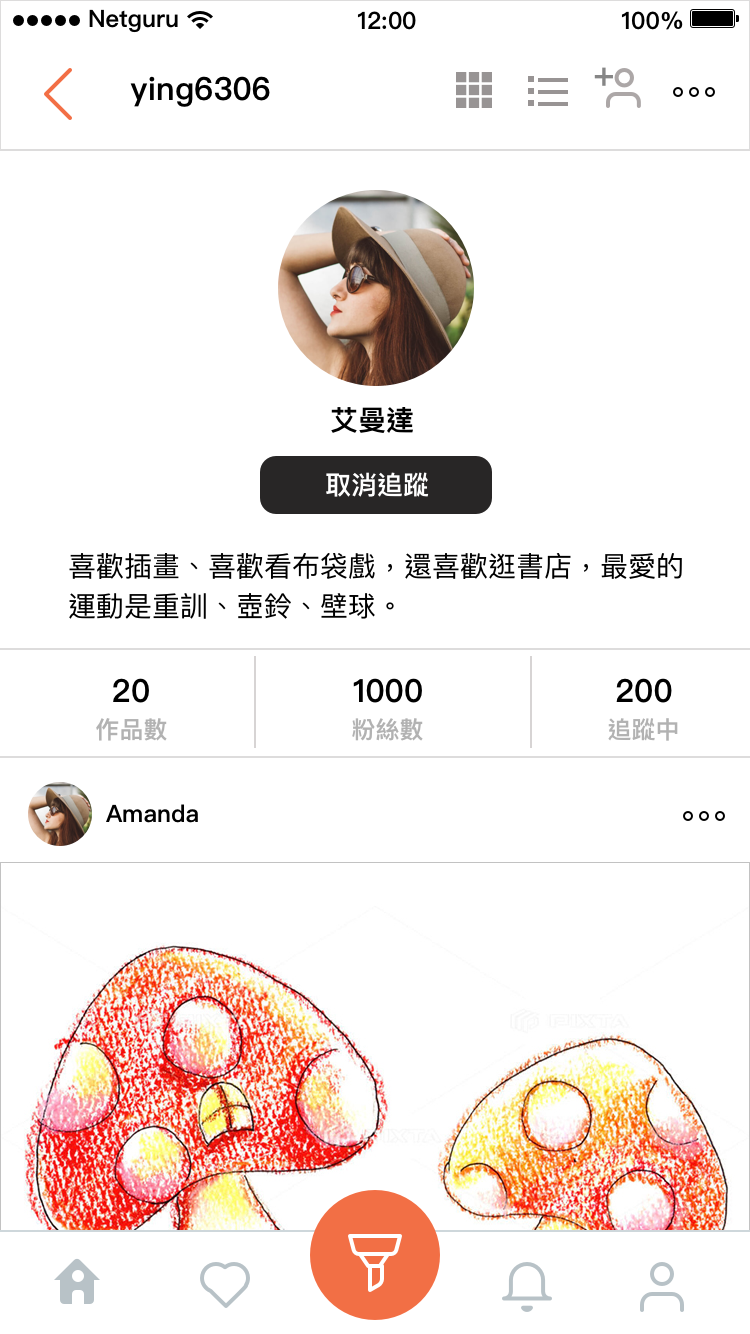 Netguru 12:00 100%
ying6306
艾曼達
取消追蹤
喜歡插畫、喜歡看布袋戲，還喜歡逛書店，最愛的
運動是重訓、壺鈴、壁球。
20 1000 200
作品數 粉絲數 追蹤中
Amanda
PIXTA